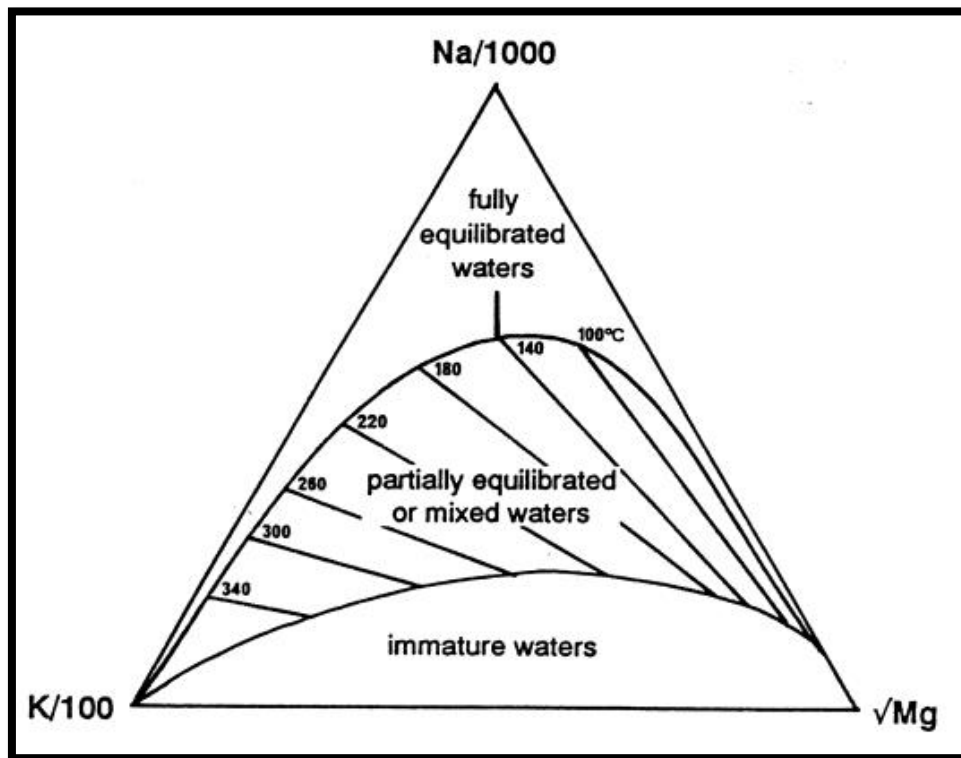 Na/1000
fully
equilibrated
waters
100°C
140
180
220
260
300
340
partially equilibrated
or mixed waters
immature waters
K/100
√Mg